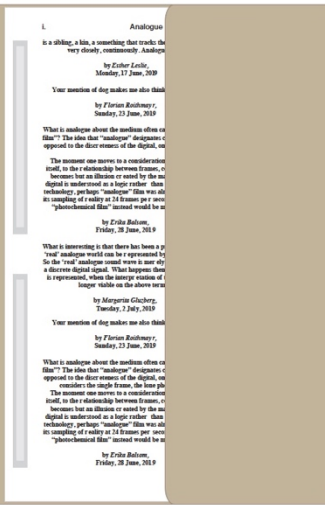 i. Analogue
is a sibling, a kin, a something that tracks the
very closely, continuously. Analogu
by Esther Leslie,
Monday, 17 June, 2019
Your mention of dog makes me also think
by Florian Roithmayr,
Sunday, 23 June, 2019
What is analogue about the medium often ca
film"? The idea that "analogue" designates c
opposed to the discreteness of the digital, on
The moment one moves to a consideration
itself, to the relationship between frames, c
becomes but an illusion created by the ma
digital is understood as a logic rather than
technology, perhaps "analogue" film was alr
its sampling of reality at 24 frames per seco
"photochemical film" instead would be m
by Erika Balsom,
Friday, 28 June, 2019
What is interesting is that there has been a p
'real' analogue world can be represented by
So the 'real' analogue sound wave is merely
a discrete digital signal. What happens then
is represented, when the interpretation of
longer viable on the above term
by Margarita Gluzberg,
Tuesday, 2 July, 2019
Your mention of dog makes me also think
by Florian Roithmayr,
Sunday, 23 June, 2019
What is analogue about the medium often ca
film"? The idea that "analogue" designates c
opposed to the discreteness of the digital, on
considers the single frame, the lone ph
The moment one moves to a consideration
itself, to the relationship between frames, c
becomes but an illusion created by the ma
digital is understood as a logic rather than
technology, perhaps "analogue" film was alr
its sampling of reality at 24 frames per seco
"photochemical film" instead would be m
by Erika Balsom,
Friday, 28 June, 2019